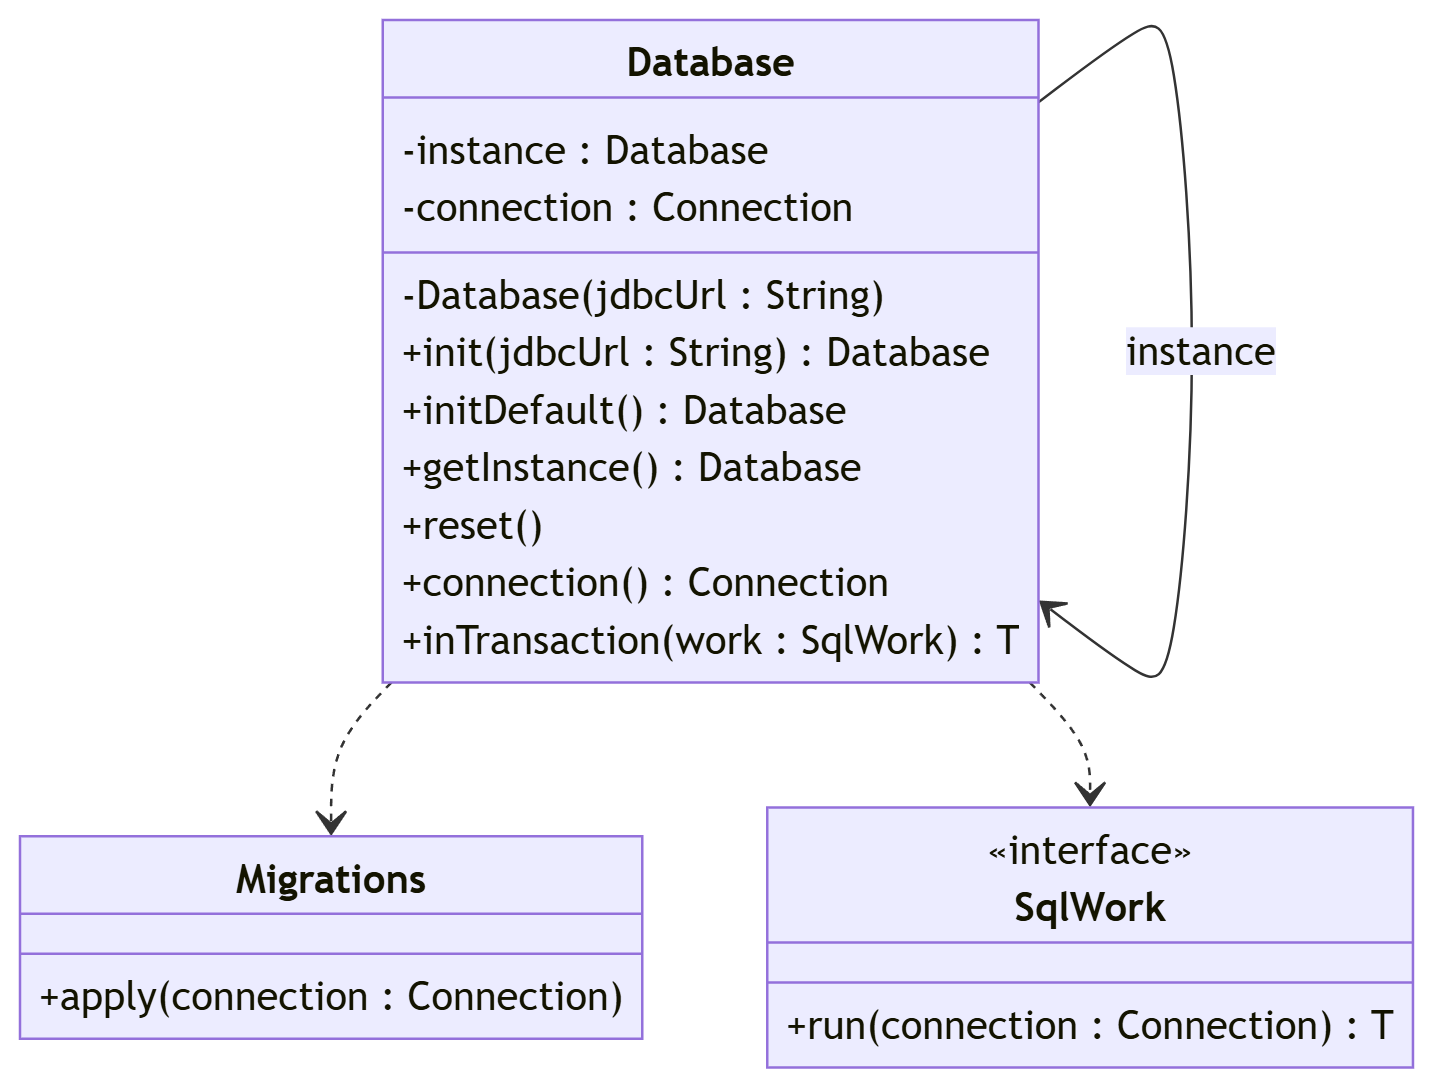 Database
-instance : Database
-connection : Connection
-Database(jdbcUrl : String)
+init(jdbcUrl : String) : Database
+initDefault() : Database
+getInstance() : Database
+reset()
+connection() : Connection
+inTransaction(work : SqlWork) : T
instance
Migrations
+apply(connection : Connection)
«interface»
SqlWork
+run(connection : Connection) : T